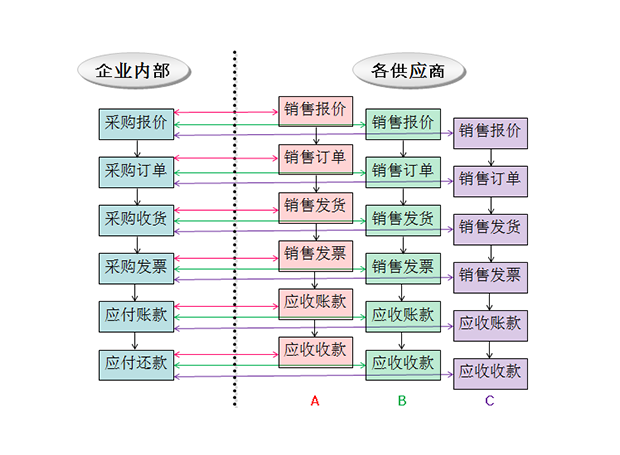 企业内部
各供应商
采购报价
采购订单
采购收货
采购发票
应付账款
应付还款
销售报价
销售订单
销售发货
销售发票
应收账款
应收收款
A
销售报价
销售订单
销售发货
销售发票
应收账款
应收收款
B
销售报价
销售订单
销售发货
销售发票
应收账款
应收收款
C